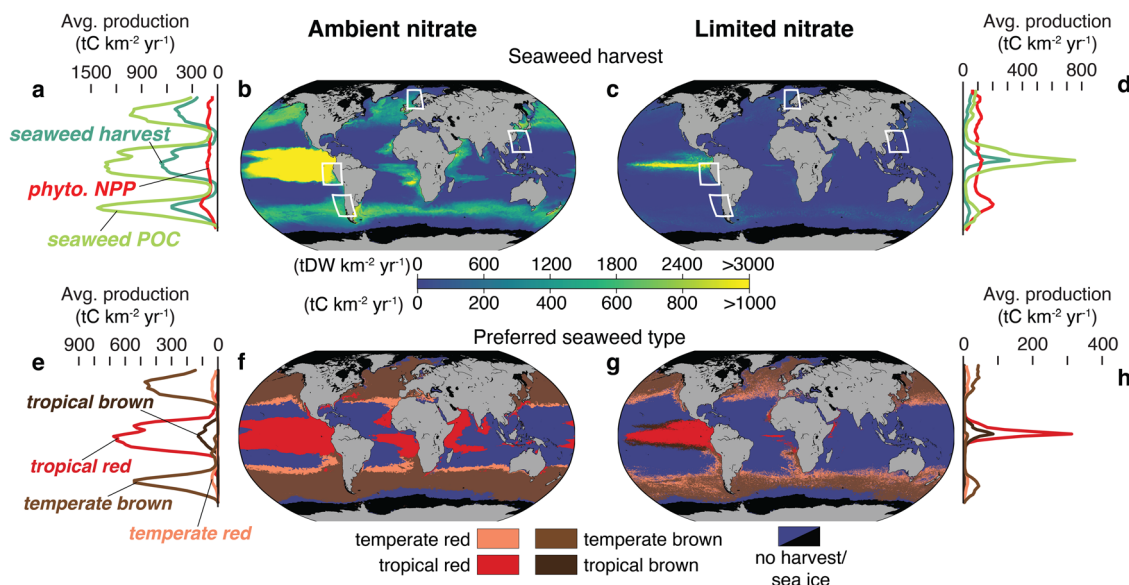 Avg. production
(tC km⁻² yr⁻¹)
1500 900 300 0
Ambient nitrate
Limited nitrate
Seaweed harvest
Avg. production
(tC km⁻² yr⁻¹)
0 400 800
a
b
c
d
seaweed harvest
phyto. NPP
seaweed POC
(tDW km⁻² yr⁻¹) 0 600 1200 1800 2400 >3000
(tC km⁻² yr⁻¹) 0 200 400 600 800 >1000
Avg. production
(tC km⁻² yr⁻¹)
900 600 300 0
Preferred seaweed type
Avg. production
(tC km⁻² yr⁻¹)
0 200 400
e
f
g
h
tropical brown
tropical red
temperate brown
temperate red
temperate red
temperate brown
tropical red
tropical brown
no harvest/
sea ice